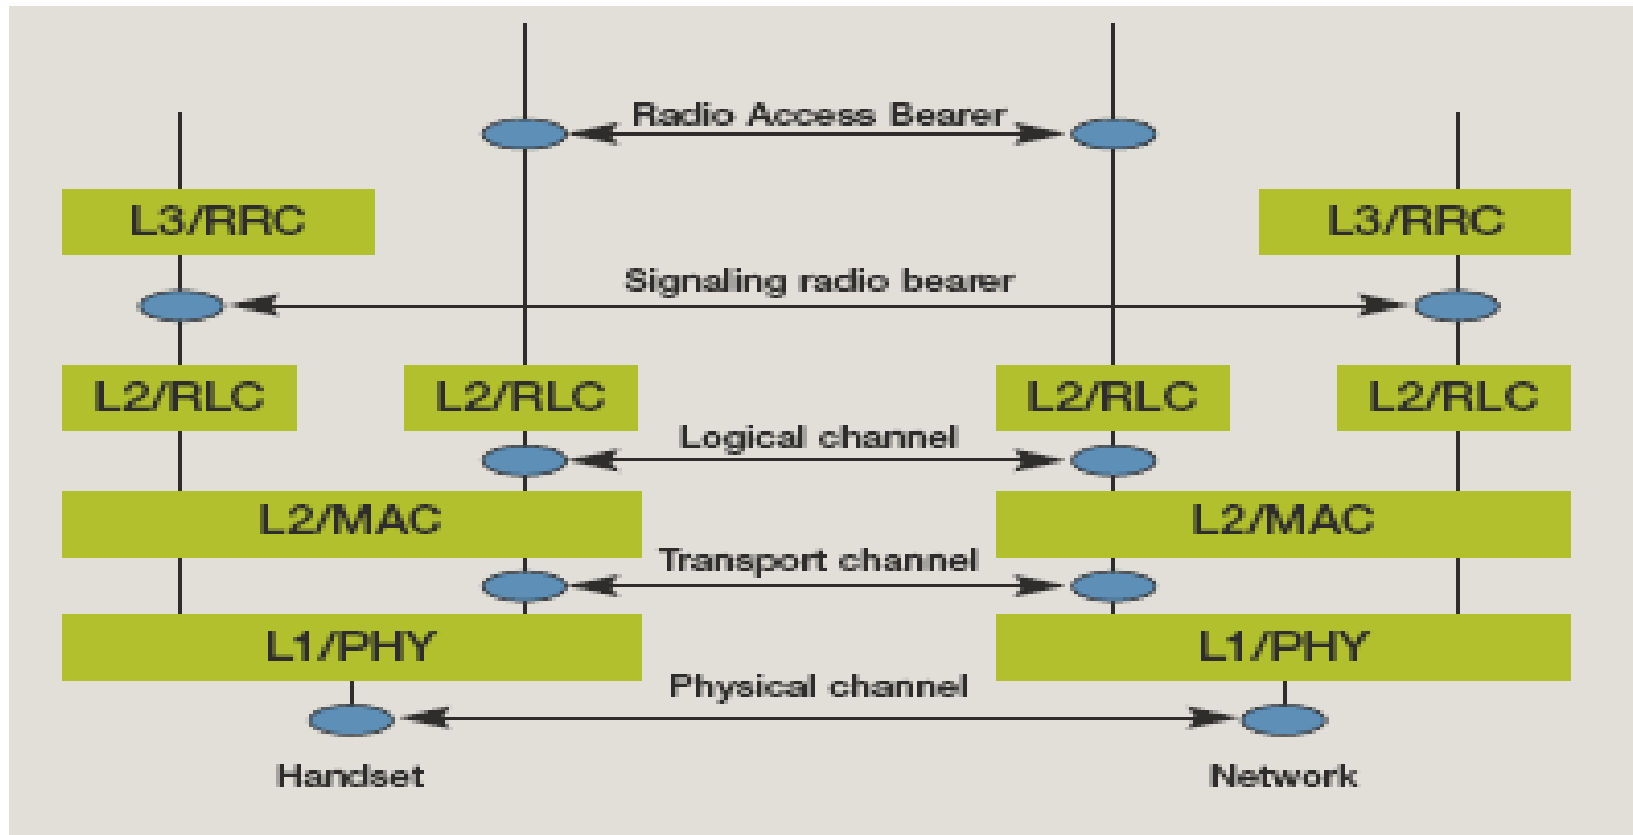 Radio Access Bearer
L3/RRC
L3/RRC
Signaling radio bearer
L2/RLC
L2/RLC
L2/RLC
L2/RLC
Logical channel
L2/MAC
L2/MAC
Transport channel
L1/PHY
L1/PHY
Physical channel
Handset
Network